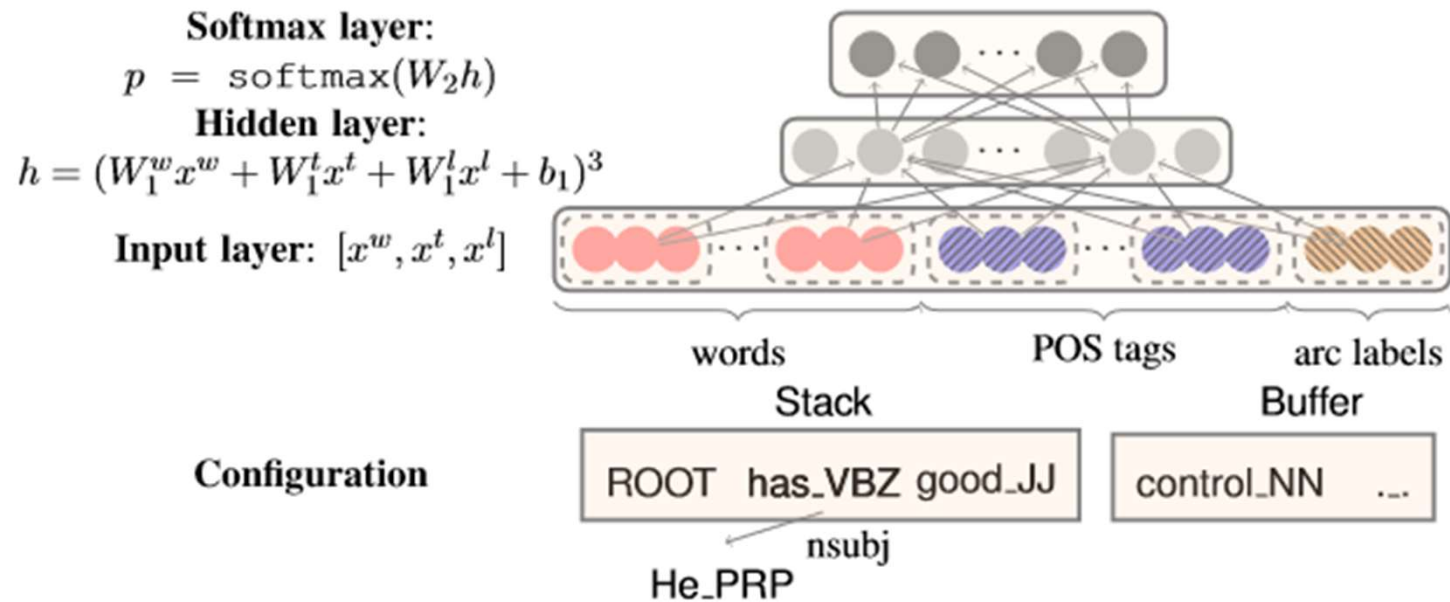 Softmax layer:
p = softmax(W₂h)
Hidden layer:
h = (W₁ʷxʷ + W₁ᵗxᵗ + W₁ˡxˡ + b₁)³
Input layer: [xʷ, xᵗ, xˡ]
... ...
... ...
words POS tags arc labels
Stack Buffer
Configuration
ROOT has_VBZ good_JJ control_NN ._.
nsubj
He_PRP